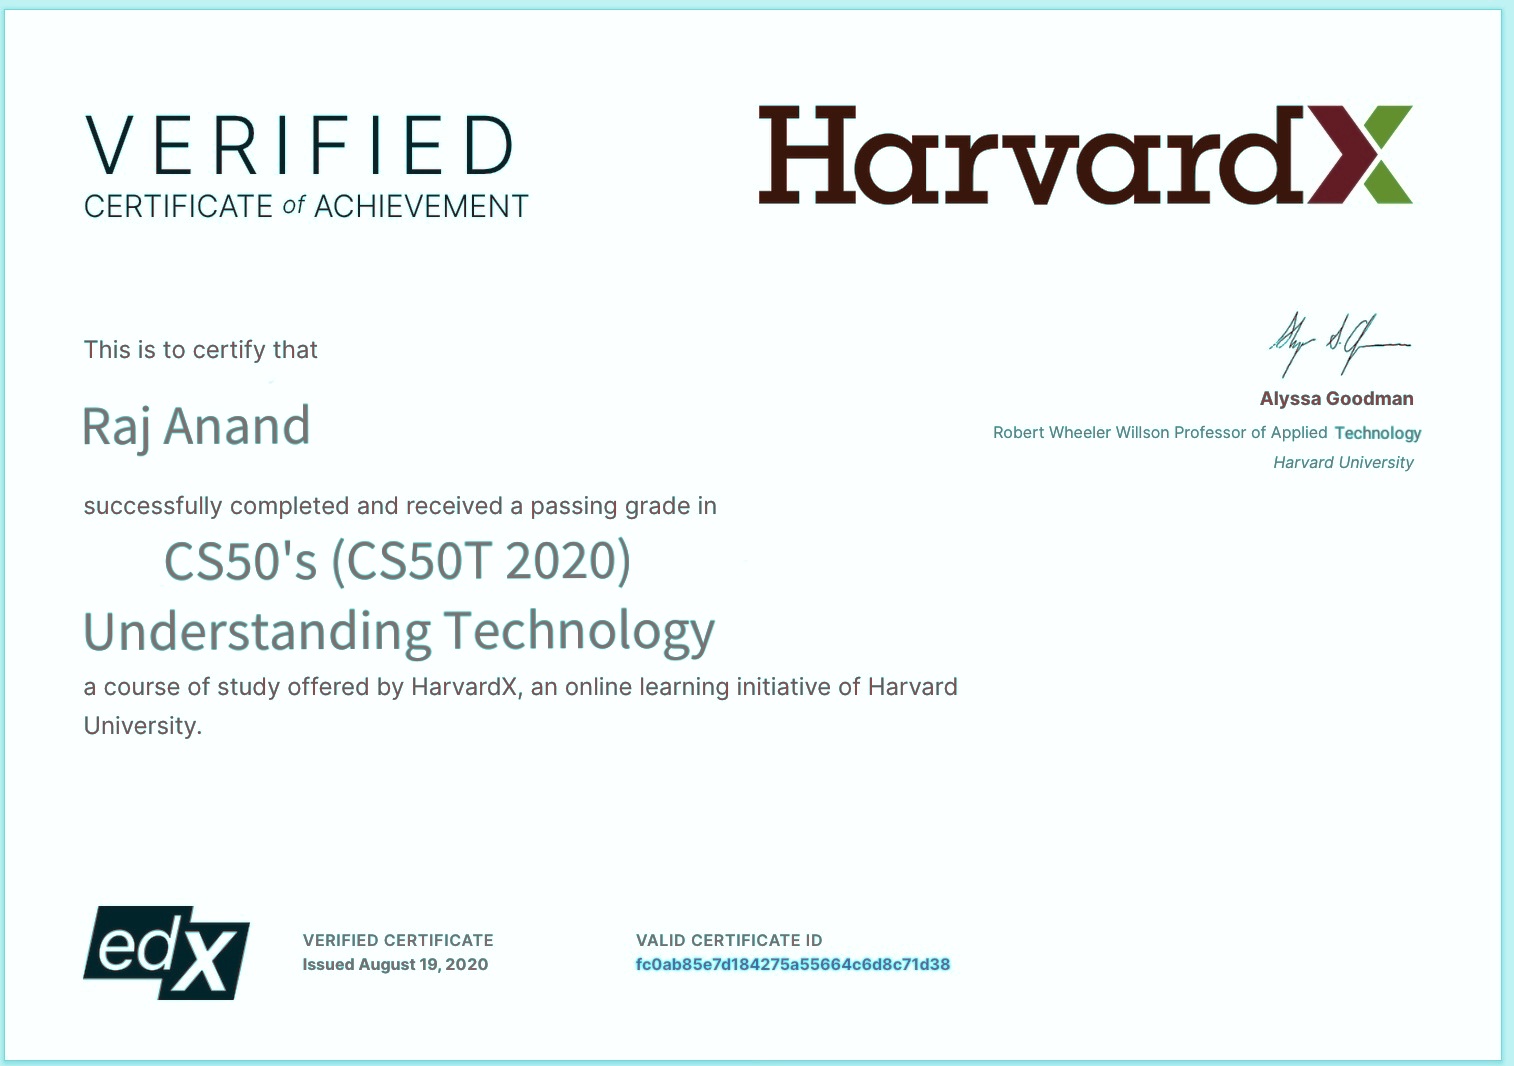 VERIFIED
CERTIFICATE of ACHIEVEMENT
HarvardX
This is to certify that
Raj Anand
successfully completed and received a passing grade in
CS50's (CS50T 2020)
Understanding Technology
a course of study offered by HarvardX, an online learning initiative of Harvard
University.
Alyssa Goodman
Robert Wheeler Willson Professor of Applied Technology
Harvard University
edX
VERIFIED CERTIFICATE
Issued August 19, 2020
VALID CERTIFICATE ID
fc0ab85e7d184275a55664c6d8c71d38